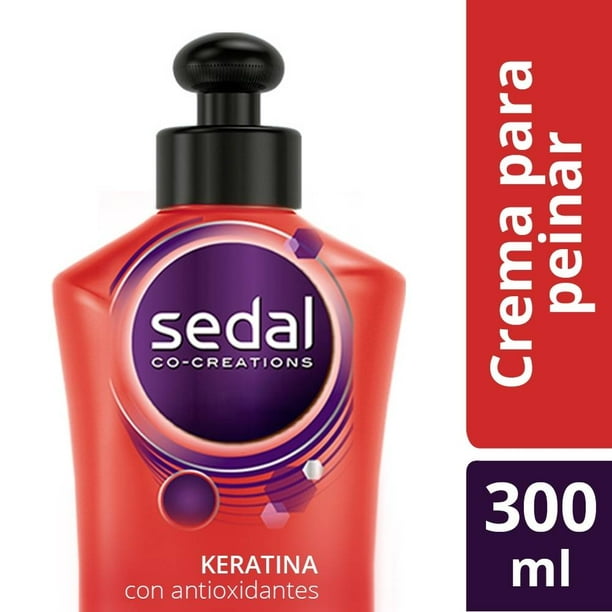 sedal
CO-CREATIONS
KERATINA
con antioxidantes
Crema para
peinar
300
ml